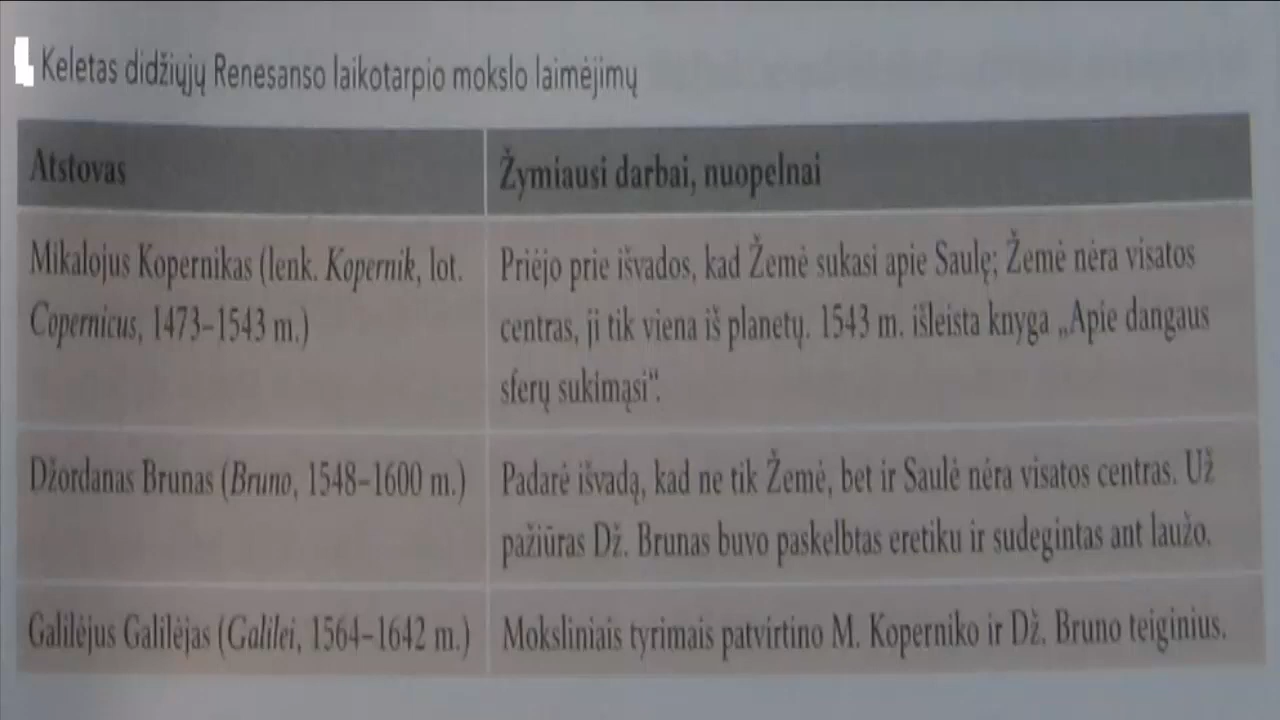 Keletas didžiųjų Renesanso laikotarpio mokslo laimėjimų
Atstovas
Žymiausi darbai, nuopelnai
Mikalojus Kopernikas (lenk. Kopernik, lot.
Copernicus, 1473–1543 m.)
Priėjo prie išvados, kad Žemė sukasi apie Saulę; Žemė nėra visatos
centras, ji tik viena iš planetų. 1543 m. išleista knyga „Apie dangaus
sferų sukimąsi“.
Džordanas Brunas (Bruno, 1548–1600 m.)
Padarė išvadą, kad ne tik Žemė, bet ir Saulė nėra visatos centras. Už
pažiūras Dž. Brunas buvo paskelbtas eretiku ir sudegintas ant laužo.
Galilėjus Galilėjas (Galilei, 1564–1642 m.)
Moksliniais tyrimais patvirtino M. Koperniko ir Dž. Bruno teiginius.